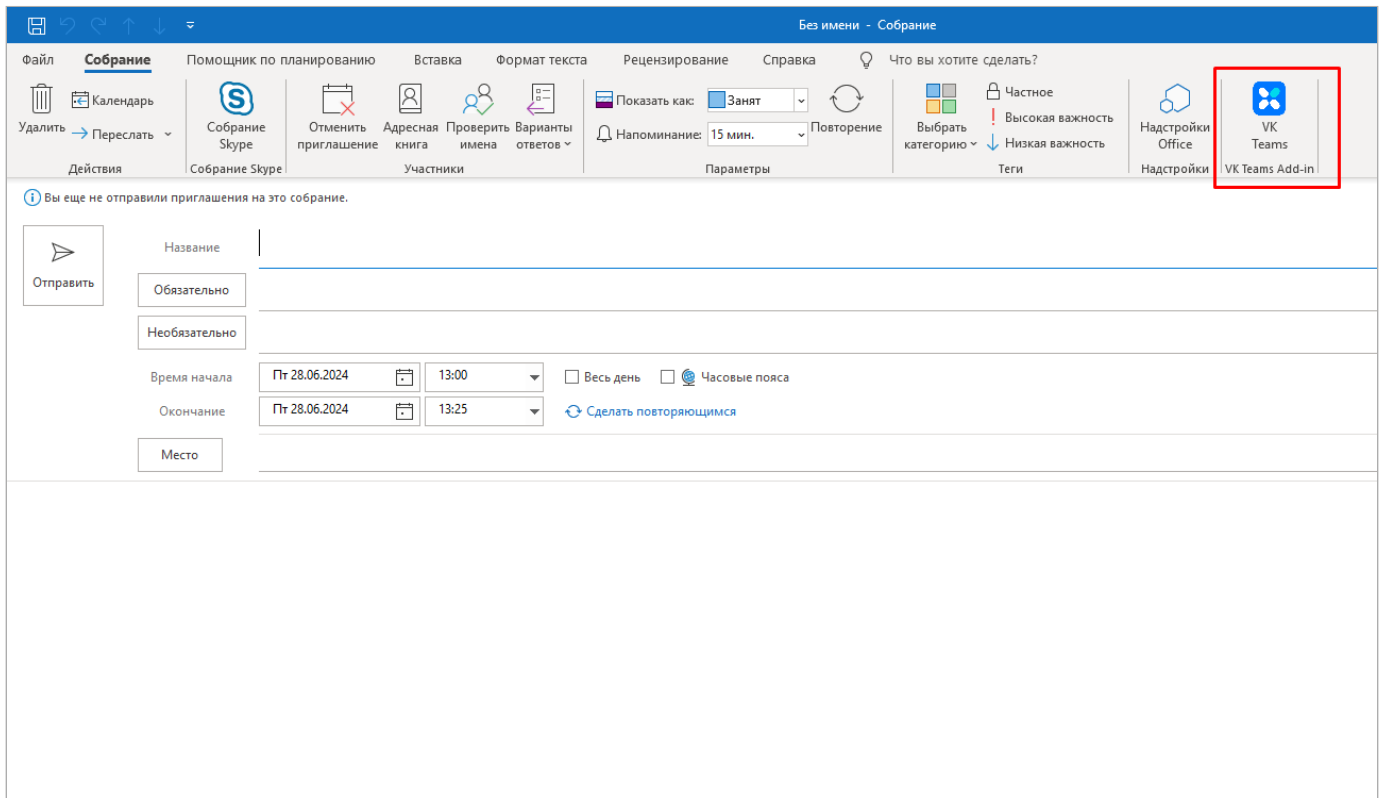 Без имени - Собрание
Файл Собрание Помощник по планированию Вставка Формат текста Рецензирование Справка Что вы хотите сделать?
Удалить
Календарь
Переслать
Действия
Собрание
Skype
Собрание Skype
Отменить
приглашение
Адресная
книга
Проверить
имена
Варианты
ответов
Участники
Показать как: Занят
Напоминание: 15 мин.
Повторение
Параметры
Выбрать
категорию
Частное
Высокая важность
Низкая важность
Теги
Надстройки
Office
Надстройки
VK
Teams
VK Teams Add-in
Вы еще не отправили приглашения на это собрание.
Отправить
Название
Обязательно
Необязательно
Время начала Пт 28.06.2024 13:00 Весь день Часовые пояса
Окончание Пт 28.06.2024 13:25 Сделать повторяющимся
Место